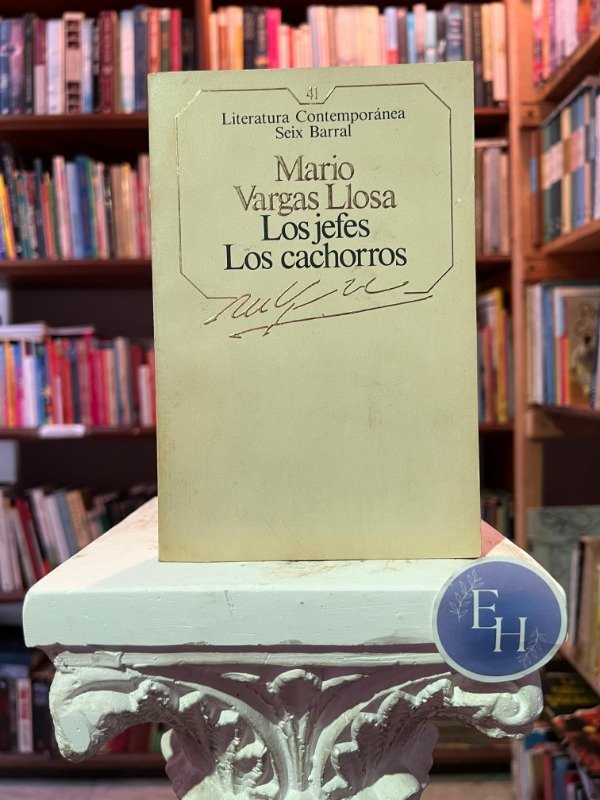 41
Literatura Contemporánea
Seix Barral
Mario
Vargas Llosa
Los jefes
Los cachorros
EH